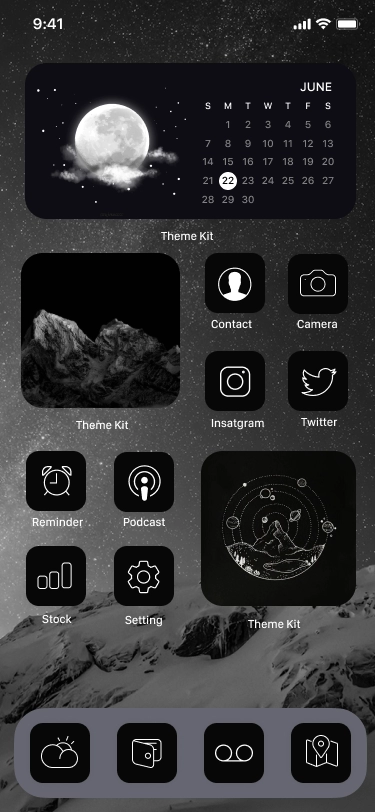 9:41
JUNE
S M T W T F S
1 2 3 4 5 6
7 8 9 10 11 12 13
14 15 16 17 18 19 20
21 22 23 24 25 26 27
28 29 30
Theme Kit
Contact
Camera
Insatgram
Twitter
Theme Kit
Reminder
Podcast
Stock
Setting
Theme Kit